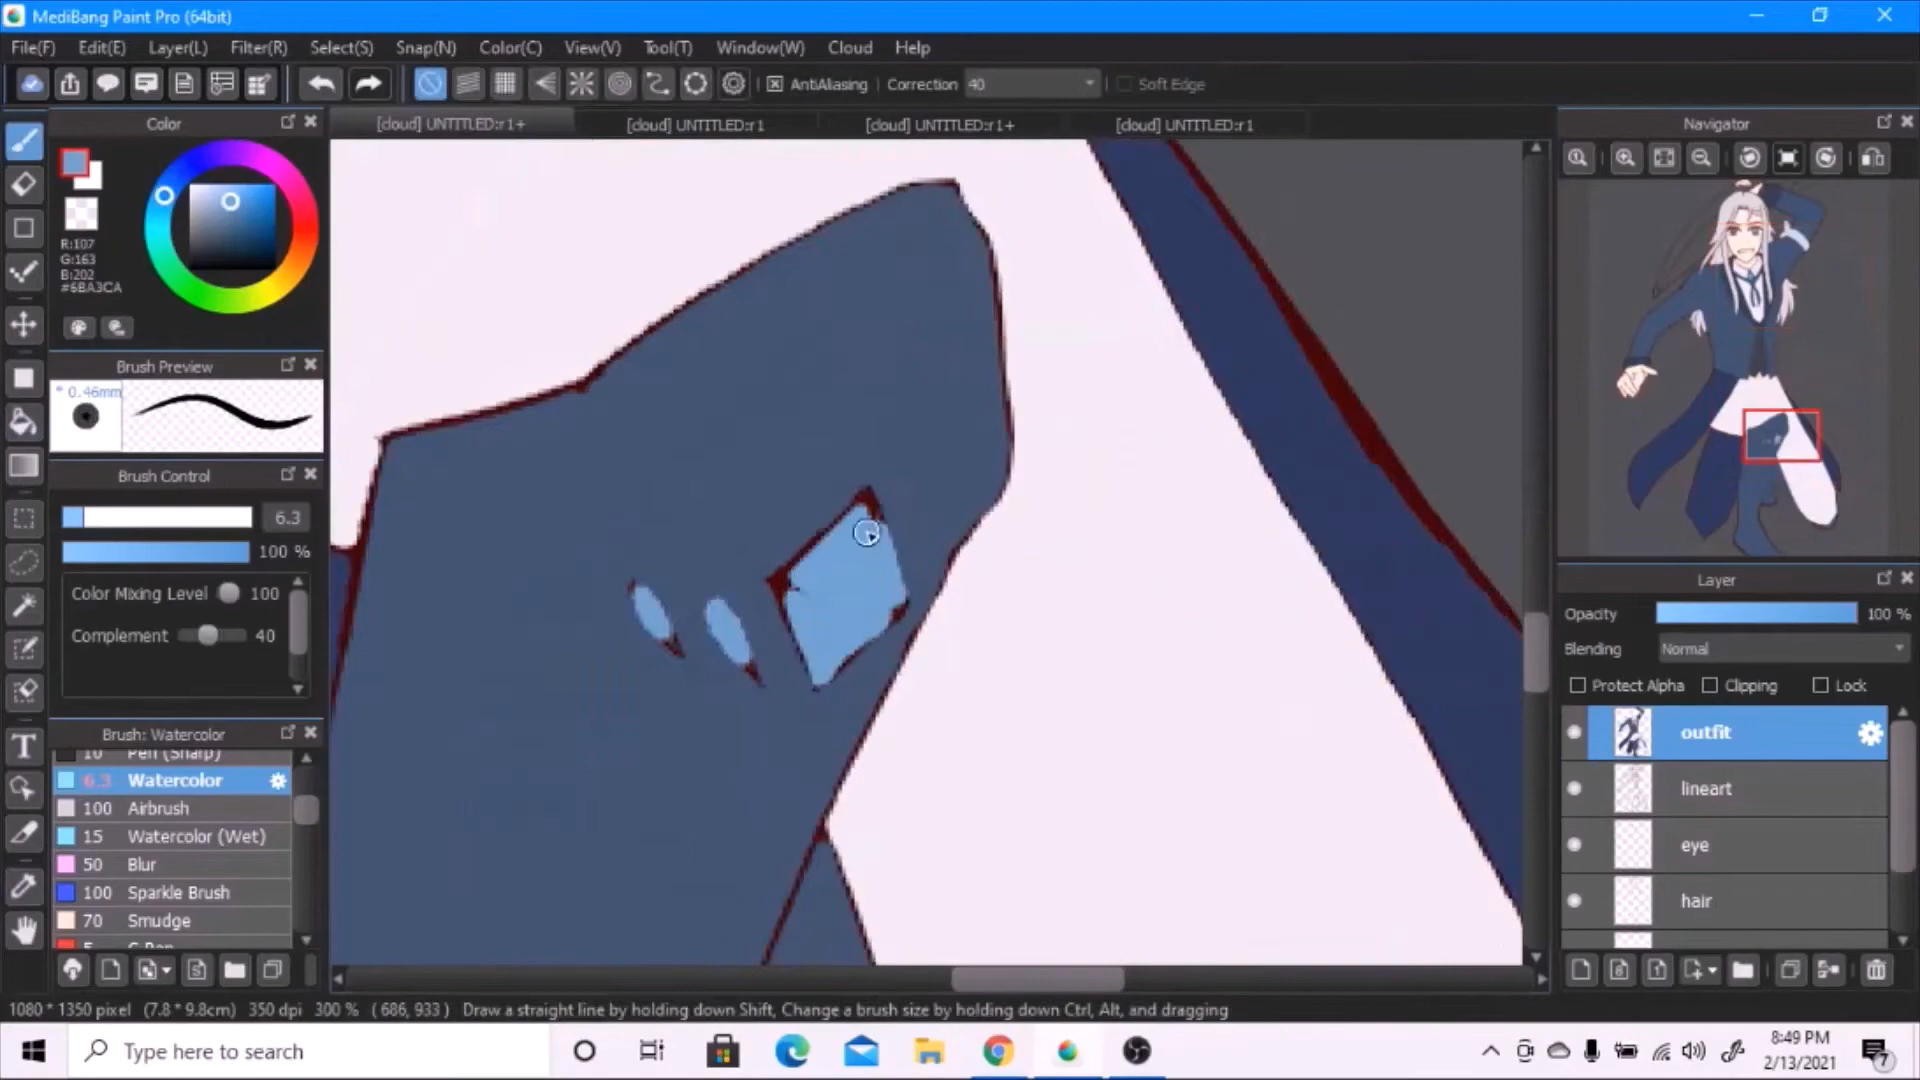 MediBang Paint Pro (64bit)
File(F) Edit(E) Layer(L) Filter(R) Select(S) Snap(N) Color(C) View(V) Tool(T) Window(W) Cloud Help
AntiAliasing Correction 40 Soft Edge
[cloud] UNTITLED:r1+ [cloud] UNTITLED:r1 [cloud] UNTITLED:r1+ [cloud] UNTITLED:r1
Color
R:107
G:163
B:202
#6BA3CA
Brush Preview
* 0.46mm
Brush Control
6.3
100 %
Color Mixing Level 100
Complement 40
Brush: Watercolor
10 Pen (Sharp)
6.3 Watercolor
100 Airbrush
15 Watercolor (Wet)
50 Blur
100 Sparkle Brush
70 Smudge
Navigator
Layer
Opacity 100 %
Blending Normal
Protect Alpha Clipping Lock
outfit
lineart
eye
hair
1080 * 1350 pixel (7.8 * 9.8cm) 350 dpi 300 % ( 686, 933 ) Draw a straight line by holding down Shift, Change a brush size by holding down Ctrl, Alt, and dragging
Type here to search
8:49 PM
2/13/2021
7